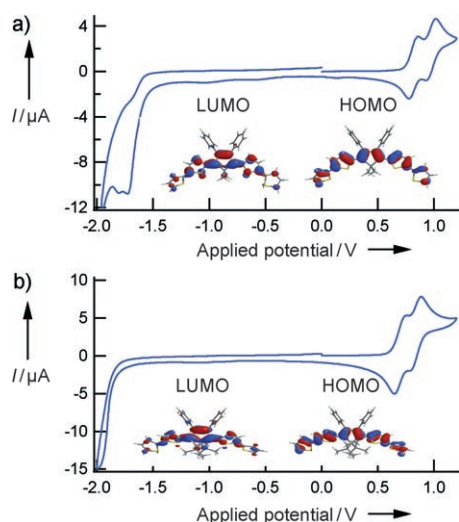 a)
4
0
I / μA
-4
-8
-12
LUMO HOMO
-2.0 -1.5 -1.0 -0.5 0.0 0.5 1.0
Applied potential / V
b)
10
5
I / μA
0
-5
-10
-15
LUMO HOMO
-2.0 -1.5 -1.0 -0.5 0.0 0.5 1.0
Applied potential / V